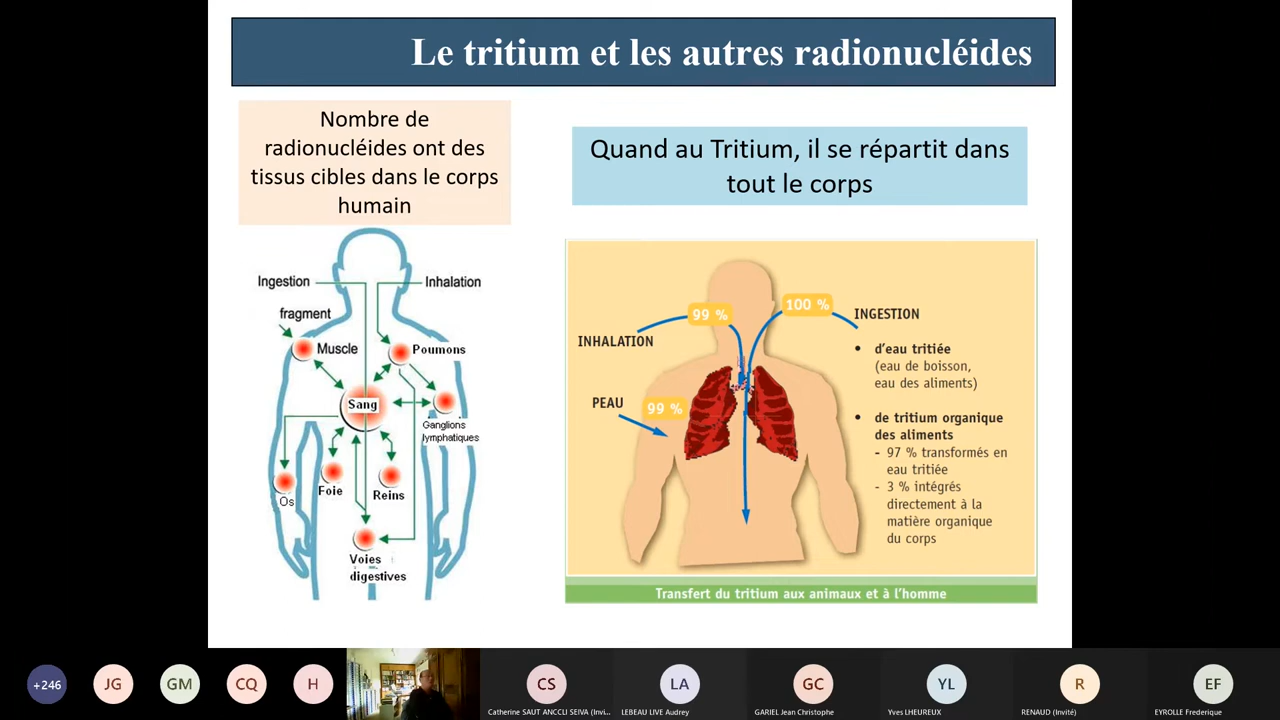 Le tritium et les autres radionucléides
Nombre de
radionucléides ont des
tissus cibles dans le corps
humain
Quand au Tritium, il se répartit dans
tout le corps
Ingestion
Inhalation
fragment
Muscle
Poumons
Sang
Ganglions
lymphatiques
Os
Foie
Reins
Voies
digestives
99 %
100 %
INHALATION
INGESTION
PEAU
99 %
• d'eau tritiée
(eau de boisson,
eau des aliments)
• de tritium organique
des aliments
- 97 % transformés en
eau tritiée
- 3 % intégrés
directement à la
matière organique
du corps
Transfert du tritium aux animaux et à l'homme
+246
JG
GM
CQ
H
CS
LA
GC
YL
R
EF
Catherine SAUT ANCCLI SEIVA (Invi...
LEBEAU LIVE Audrey
GARIEL Jean Christophe
Yves LHEUREUX
RENAUD (Invité)
EYROLLE Frederique